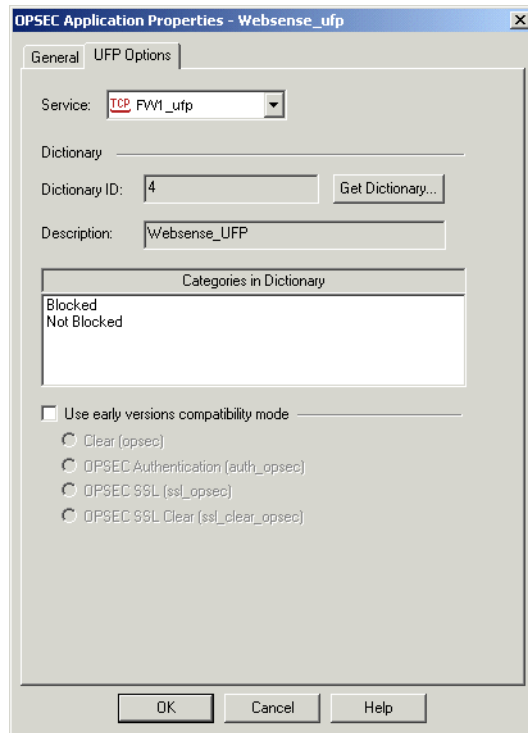 OPSEC Application Properties - Websense_ufp
General UFP Options
Service: TCP FW1_ufp
Dictionary
Dictionary ID: 4 Get Dictionary...
Description: Websense_UFP
Categories in Dictionary
Blocked
Not Blocked
Use early versions compatibility mode
Clear (opsec)
OPSEC Authentication (auth_opsec)
OPSEC SSL (ssl_opsec)
OPSEC SSL Clear (ssl_clear_opsec)
OK Cancel Help